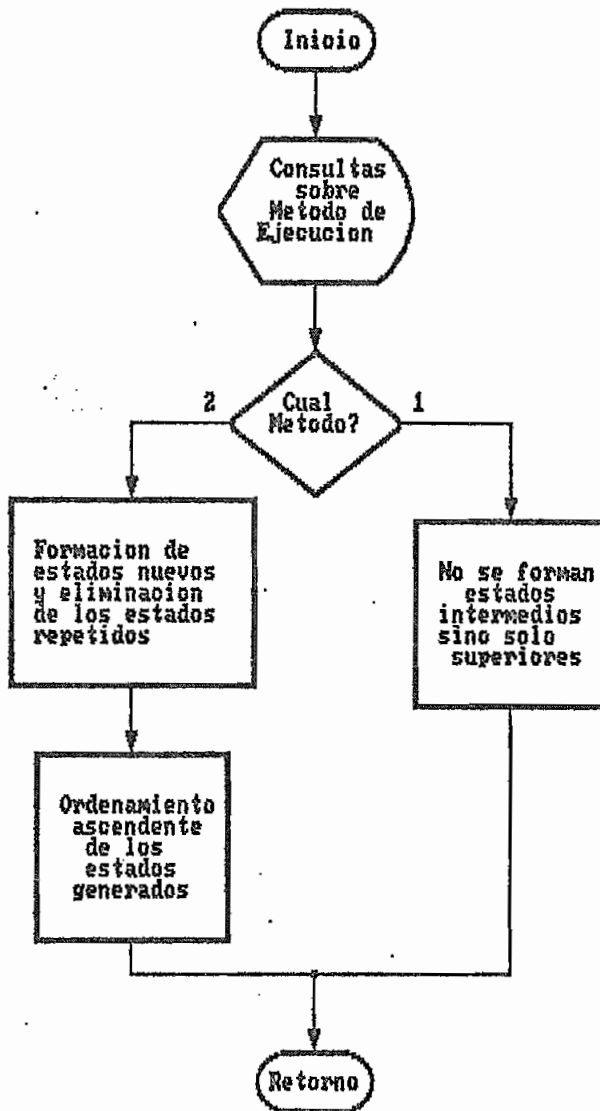 Inicio
Consultas
sobre
Metodo de
Ejecucion
Cual
Metodo?
2
1
Formacion de
estados nuevos
y eliminacion
de los estados
repetidos
No se forman
estados
intermedios
sino solo
superiores
Ordenamiento
ascendente
de los
estados
generados
Retorno